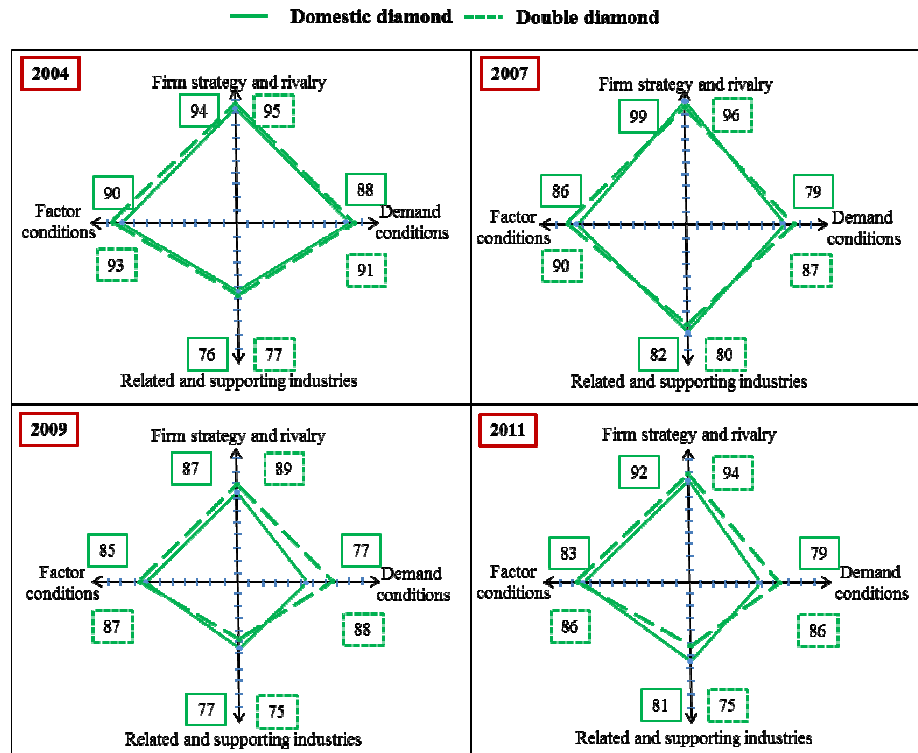 Domestic diamond
Double diamond
2004
Firm strategy and rivalry
94
95
90
88
Factor
conditions
Demand
conditions
93
91
76
77
Related and supporting industries
2007
Firm strategy and rivalry
99
96
86
79
Factor
conditions
Demand
conditions
90
87
82
80
Related and supporting industries
2009
Firm strategy and rivalry
87
89
85
77
Factor
conditions
Demand
conditions
87
88
77
75
Related and supporting industries
2011
Firm strategy and rivalry
92
94
83
79
Factor
conditions
Demand
conditions
86
86
81
75
Related and supporting industries